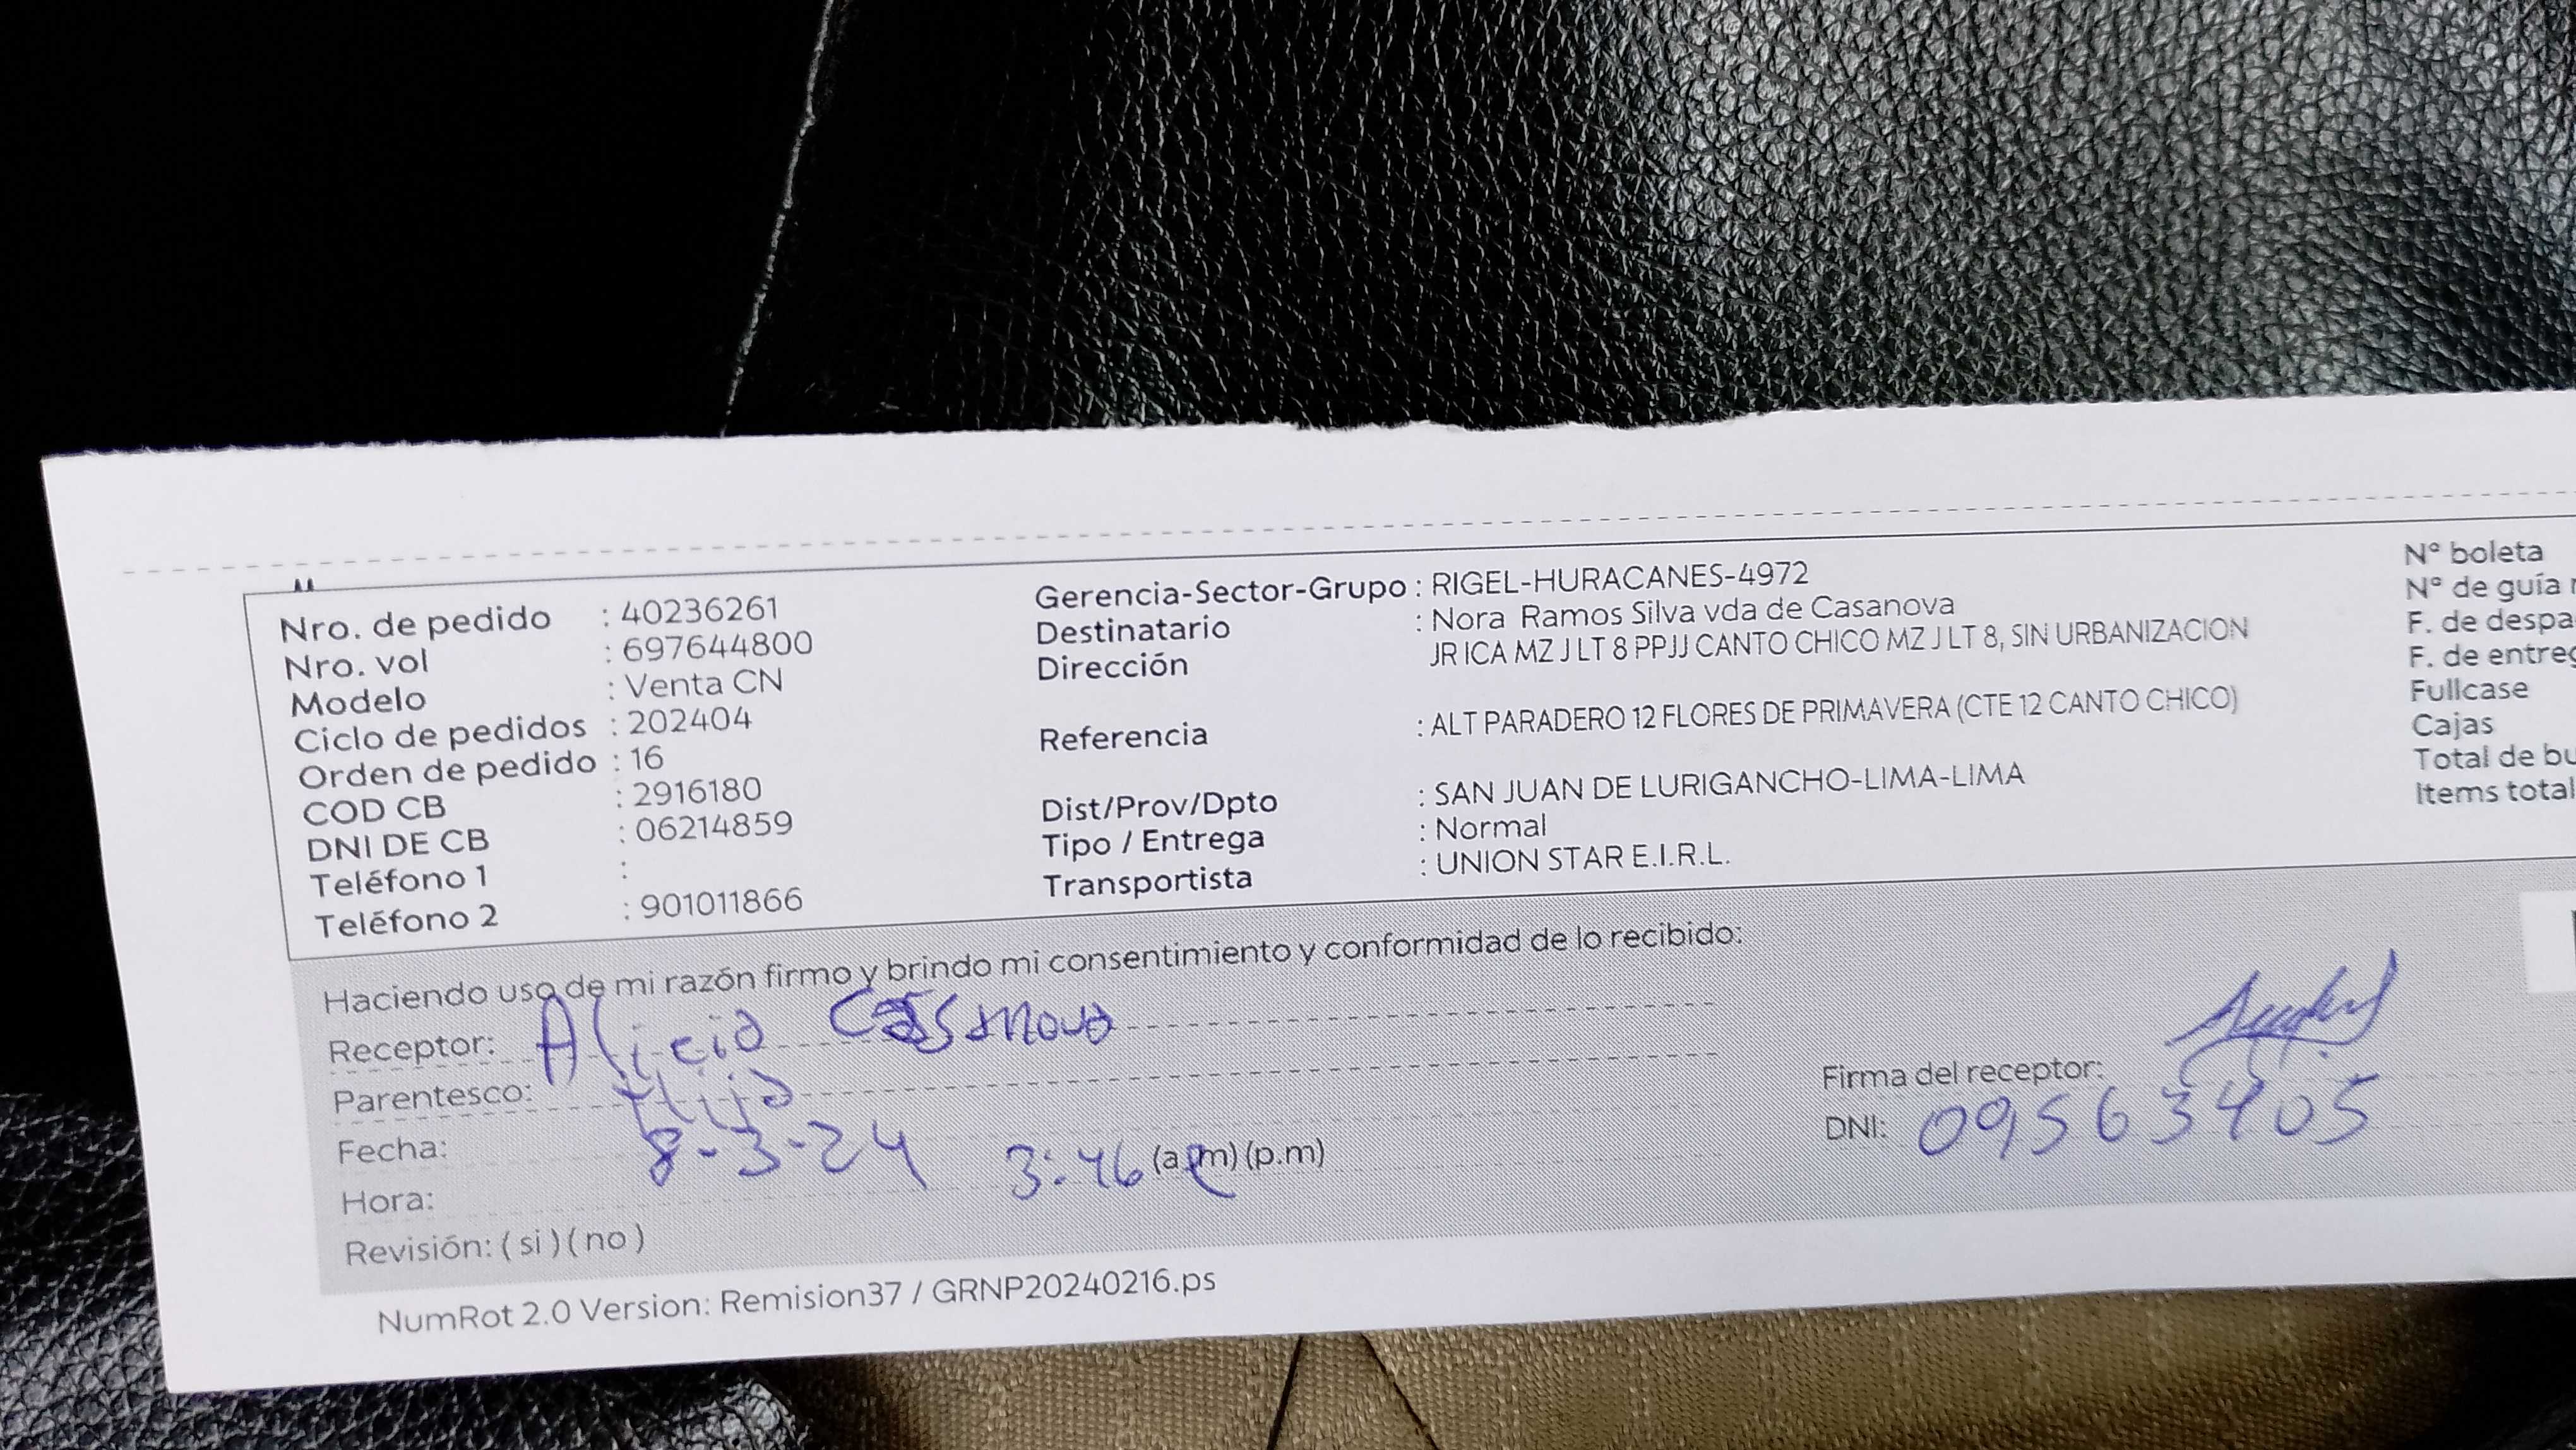 Nro. de pedido : 40236261
Nro. vol : 697644800
Modelo : Venta CN
Ciclo de pedidos : 202404
Orden de pedido : 16
COD CB : 2916180
DNI DE CB : 06214859
Teléfono 1 :
Teléfono 2 : 901011866
Gerencia-Sector-Grupo : RIGEL-HURACANES-4972
Destinatario : Nora Ramos Silva vda de Casanova
Dirección JR ICA MZ J LT 8 PPJJ CANTO CHICO MZ J LT 8, SIN URBANIZACION
Referencia : ALT PARADERO 12 FLORES DE PRIMAVERA (CTE 12 CANTO CHICO)
Dist/Prov/Dpto : SAN JUAN DE LURIGANCHO-LIMA-LIMA
Tipo / Entrega : Normal
Transportista : UNION STAR E.I.R.L.
N° boleta
N° de guía
F. de
F. de
Fullcase
Cajas
Total de
Items total
Haciendo uso de mi razón firmo y brindo mi consentimiento y conformidad de lo recibido:
Receptor: Alicia Casanova
Parentesco: Hija
Fecha: 8-3-24
Hora: 3:46 (a.m) (p.m)
Revisión: ( si ) ( no )
Firma del receptor:
DNI: 09563405
NumRot 2.0 Version: Remision37 / GRNP20240216.ps